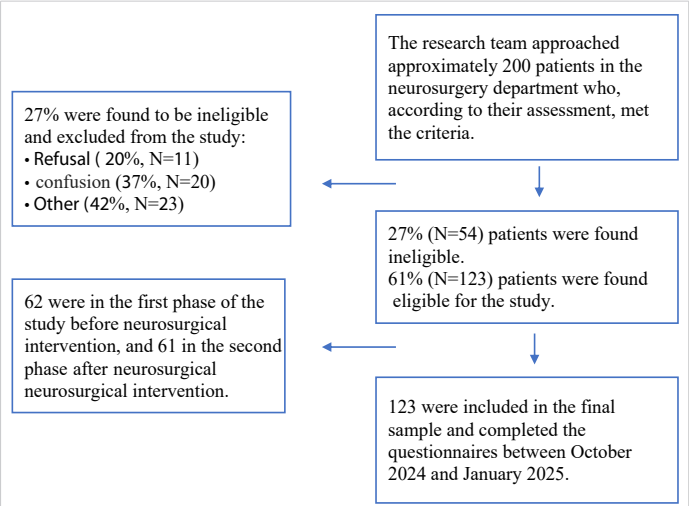 The research team approached
approximately 200 patients in the
neurosurgery department who,
according to their assessment, met
the criteria.
27% were found to be ineligible
and excluded from the study:
• Refusal ( 20%, N=11)
• confusion (37%, N=20)
• Other (42%, N=23)
27% (N=54) patients were found
ineligible.
61% (N=123) patients were found
eligible for the study.
62 were in the first phase of the
study before neurosurgical
intervention, and 61 in the second
phase after neurosurgical
neurosurgical intervention.
123 were included in the final
sample and completed the
questionnaires between October
2024 and January 2025.